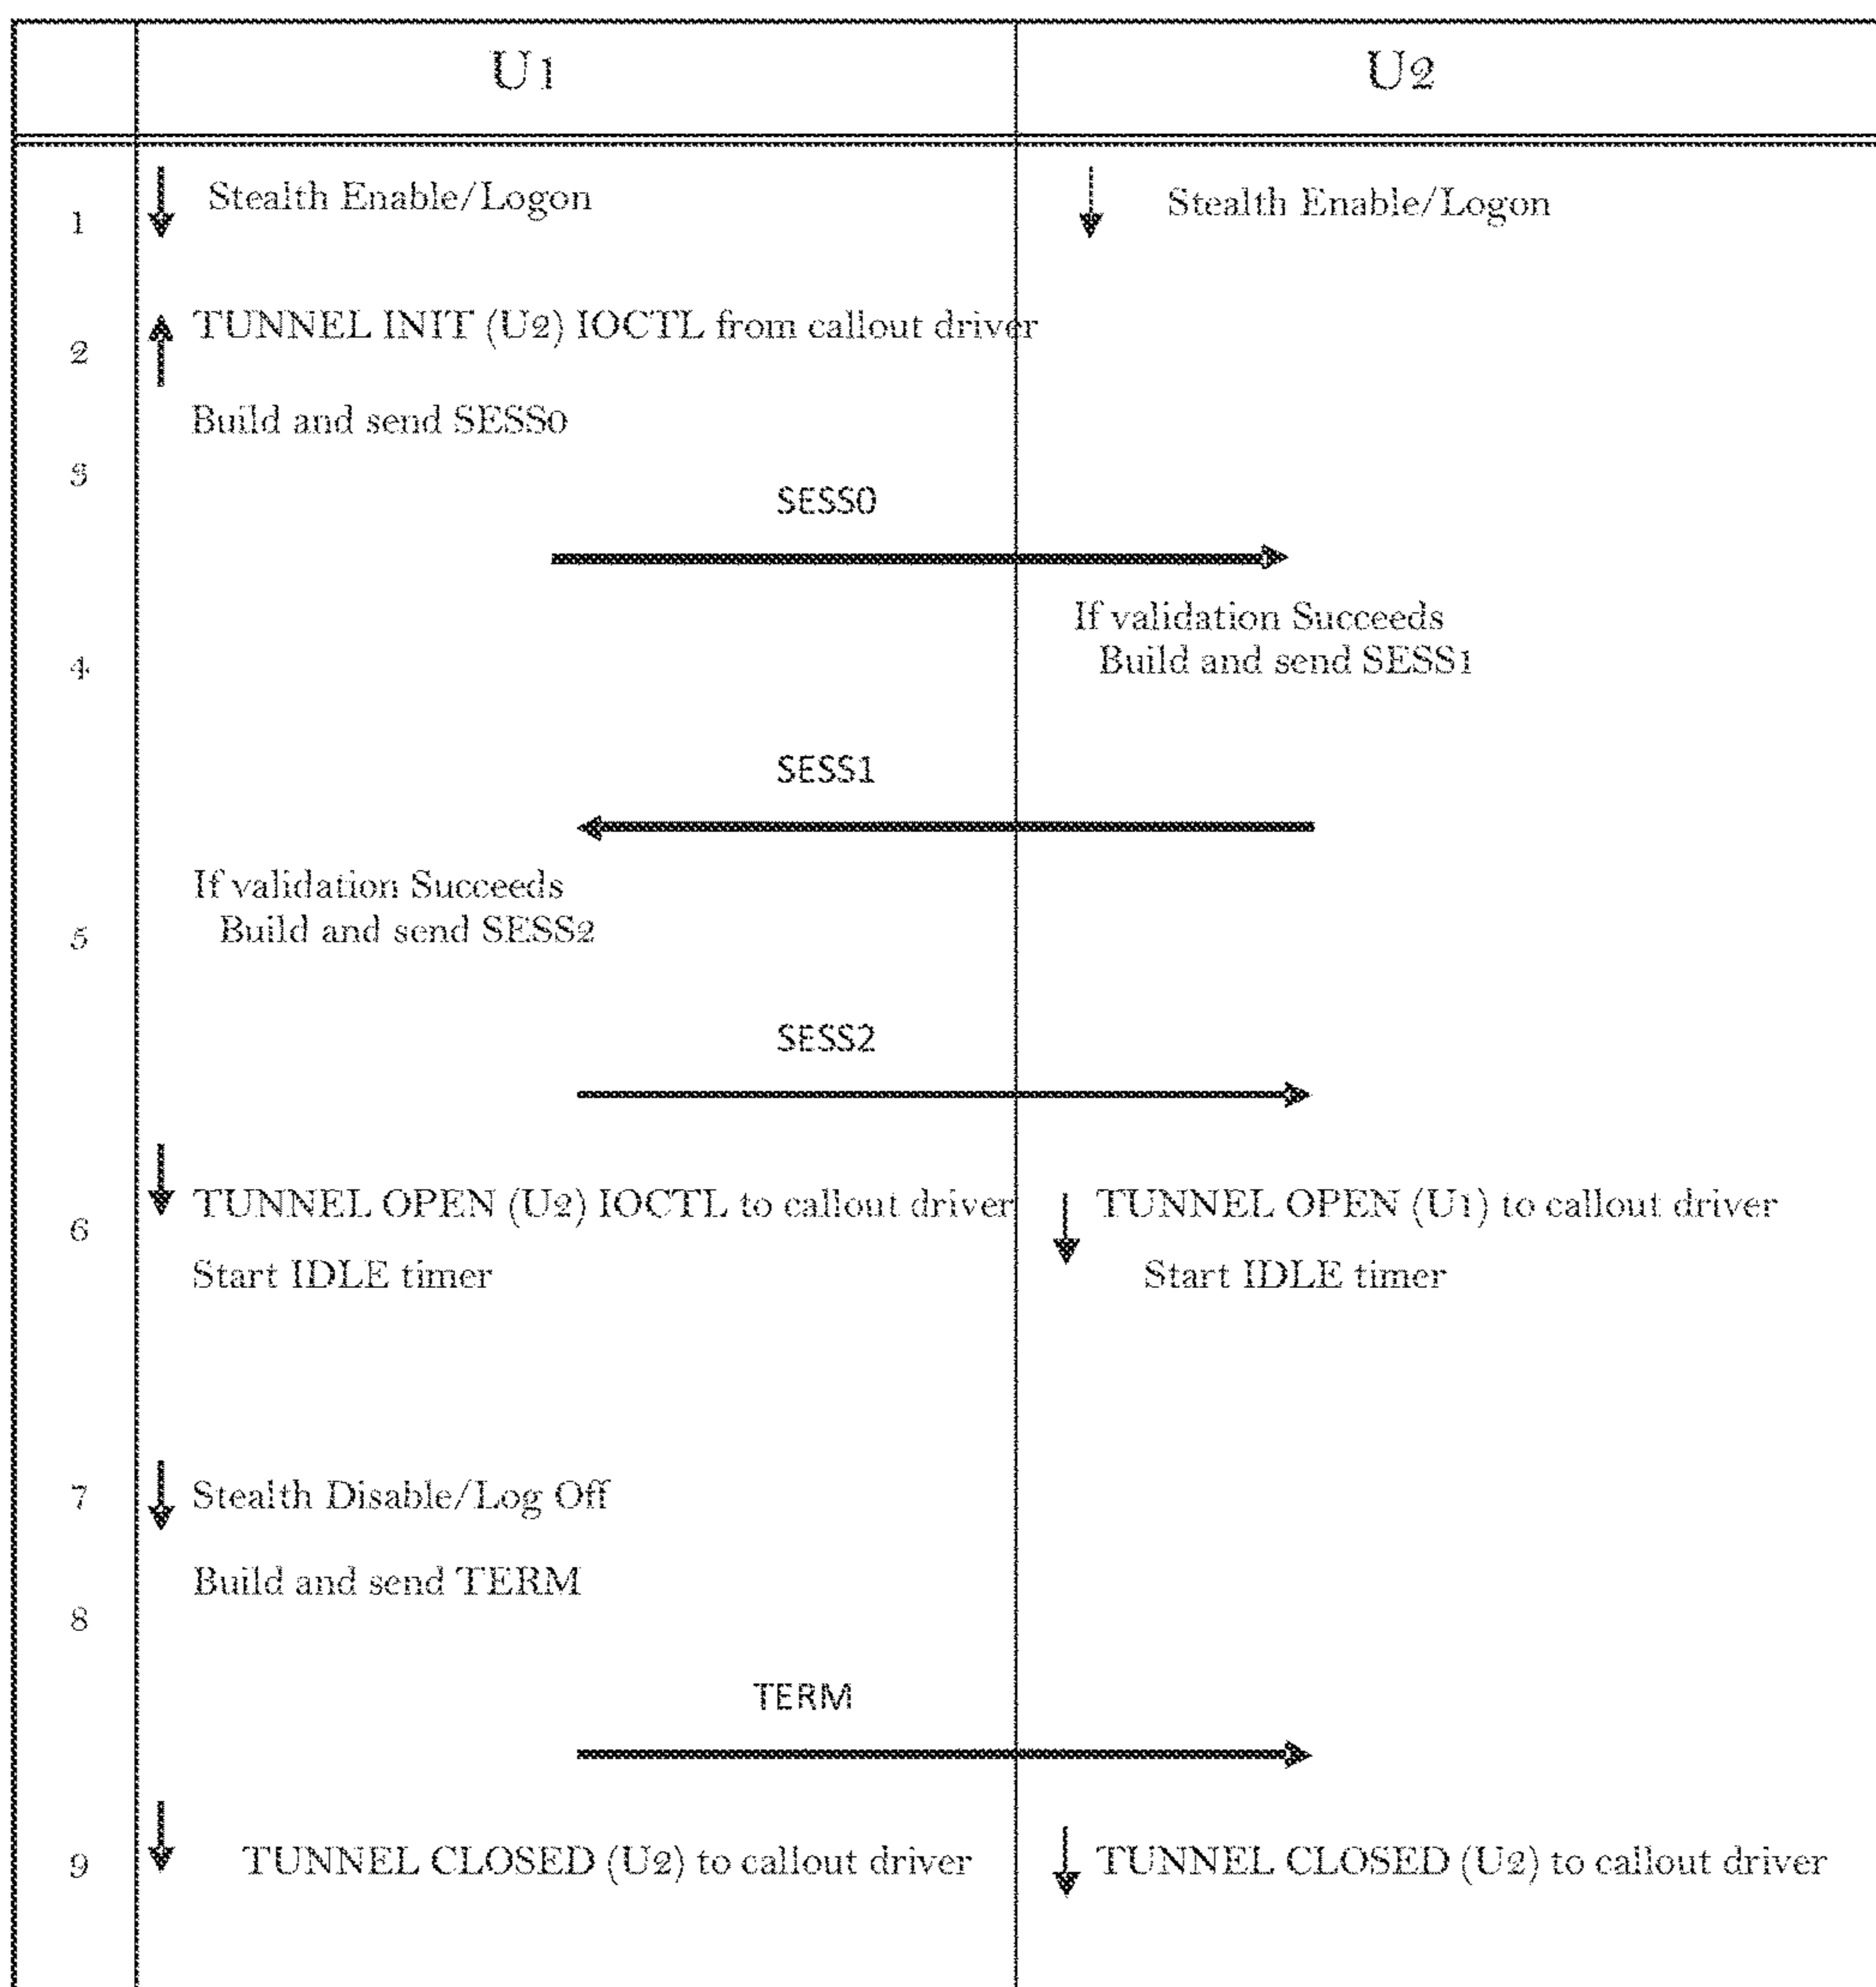 U1 U2
1 Stealth Enable/Logon Stealth Enable/Logon
2 TUNNEL INIT (U2) IOCTL from callout driver
Build and send SESS0
3
SESS0
If validation Succeeds
4 Build and send SESS1
SESS1
If validation Succeeds
5 Build and send SESS2
SESS2
6 TUNNEL OPEN (U2) IOCTL to callout driver TUNNEL OPEN (U1) to callout driver
Start IDLE timer Start IDLE timer
7 Stealth Disable/Log Off
Build and send TERM
8
TERM
9 TUNNEL CLOSED (U2) to callout driver TUNNEL CLOSED (U2) to callout driver